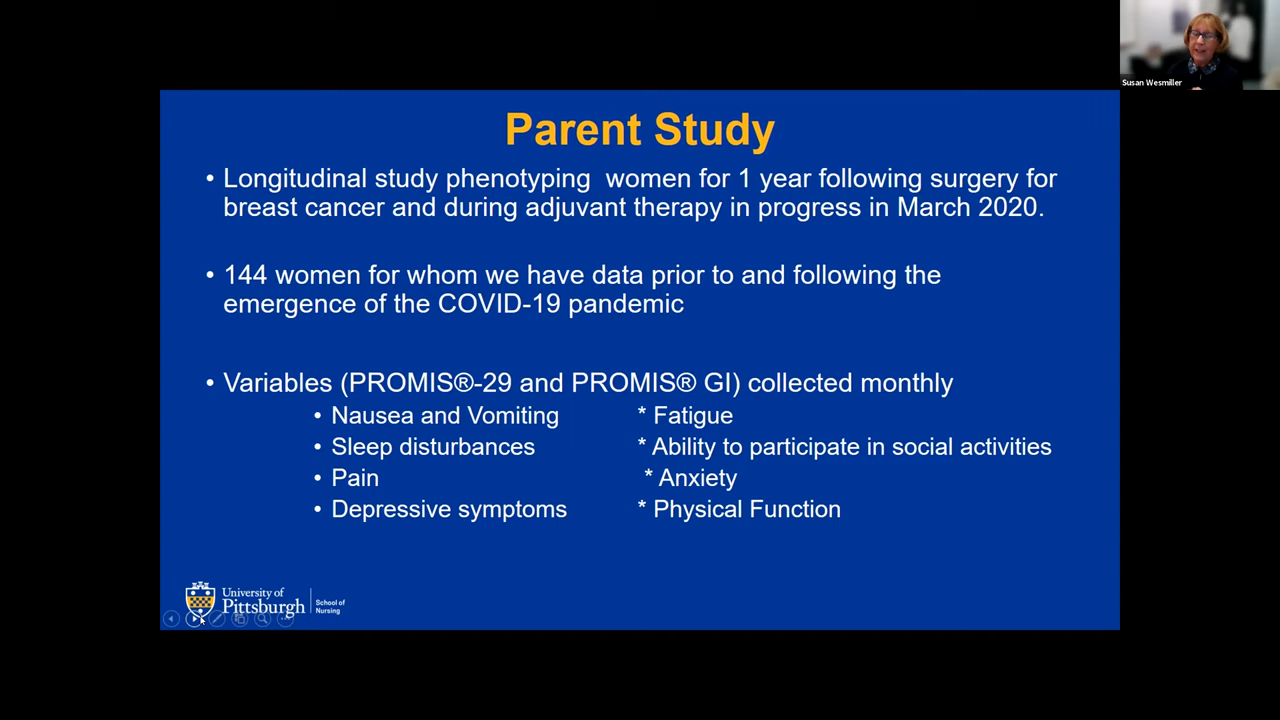 Susan Wesmiller
Parent Study
• Longitudinal study phenotyping women for 1 year following surgery for
breast cancer and during adjuvant therapy in progress in March 2020.
• 144 women for whom we have data prior to and following the
emergence of the COVID-19 pandemic
• Variables (PROMIS®-29 and PROMIS® GI) collected monthly
• Nausea and Vomiting * Fatigue
• Sleep disturbances * Ability to participate in social activities
• Pain * Anxiety
• Depressive symptoms * Physical Function
University of
Pittsburgh
School of
Nursing